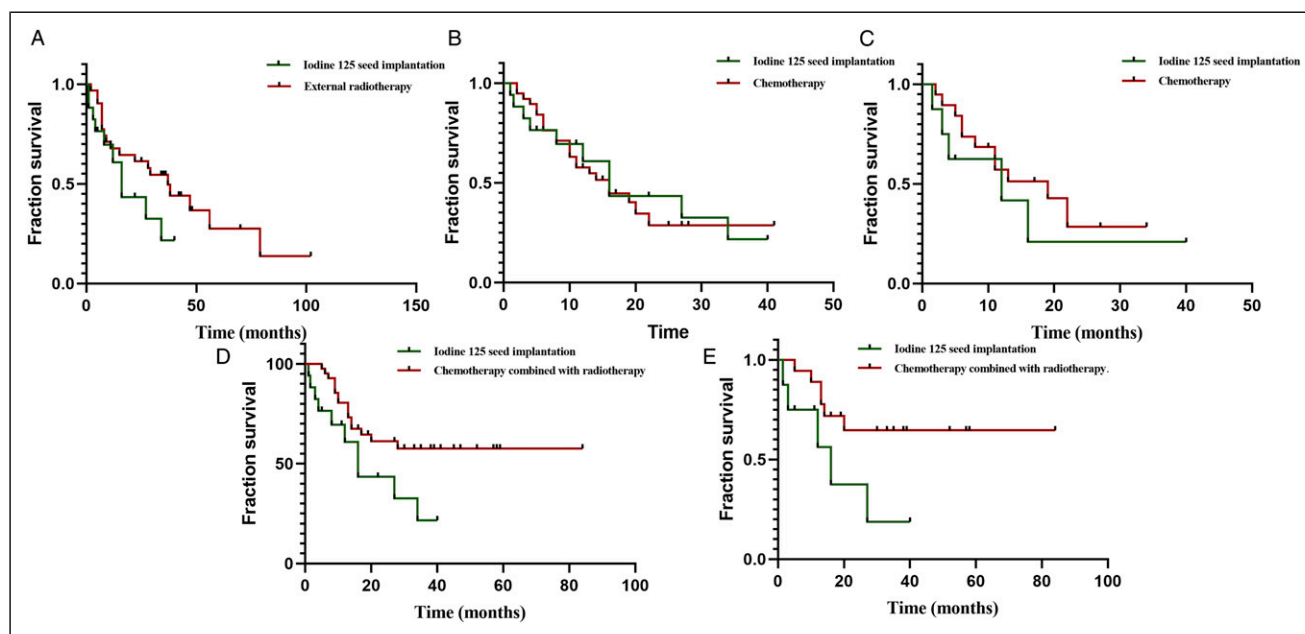 A
Iodine 125 seed implantation
External radiotherapy
Fraction survival
1.0
0.5
0.0
0
50
100
150
Time (months)
B
Iodine 125 seed implantation
Chemotherapy
Fraction survival
1.0
0.5
0.0
0
10
20
30
40
50
Time
C
Iodine 125 seed implantation
Chemotherapy
Fraction survival
1.0
0.5
0.0
0
10
20
30
40
50
Time (months)
D
Iodine 125 seed implantation
Chemotherapy combined with radiotherapy
Fraction survival
100
50
0
0
20
40
60
80
100
Time (months)
E
Iodine 125 seed implantation
Chemotherapy combined with radiotherapy.
Fraction survival
1.0
0.5
0.0
0
20
40
60
80
100
Time (months)